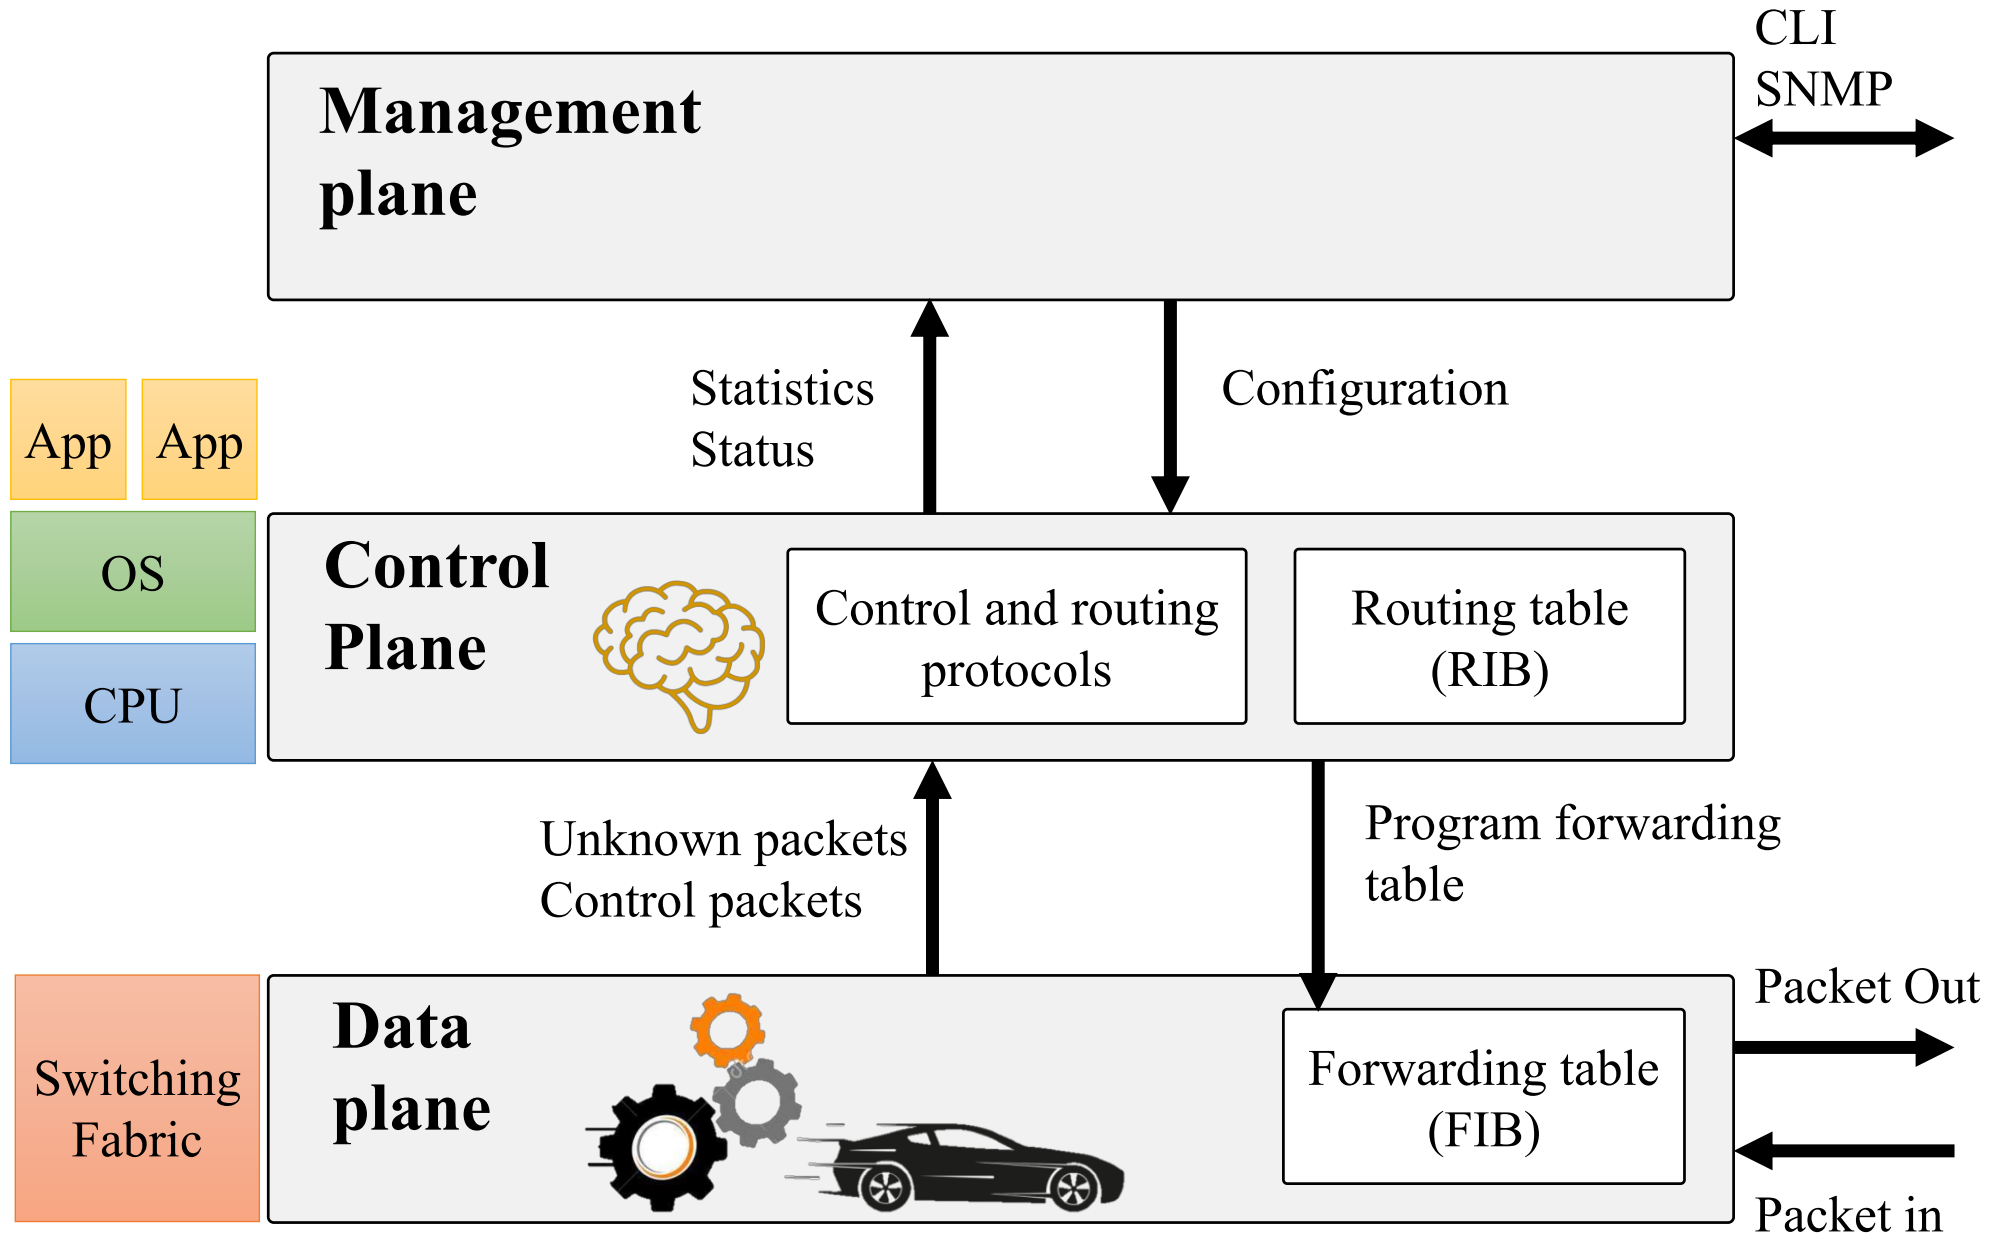 CLI
SNMP
Management
plane
Statistics
Status
Configuration
App
App
OS
CPU
Control
Plane
Control and routing
protocols
Routing table
(RIB)
Unknown packets
Control packets
Program forwarding
table
Switching
Fabric
Data
plane
Forwarding table
(FIB)
Packet Out
Packet in